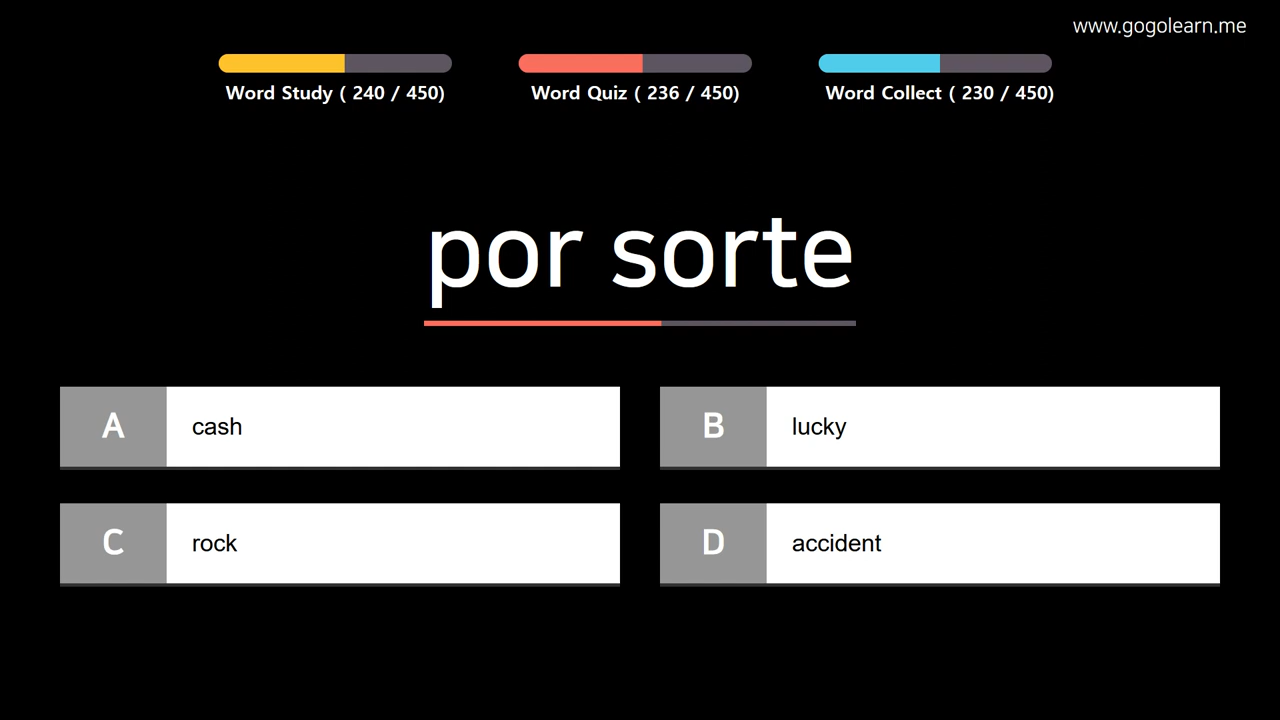 www.gogolearn.me
Word Study ( 240 / 450)
Word Quiz ( 236 / 450)
Word Collect ( 230 / 450)
por sorte
A cash
B lucky
C rock
D accident